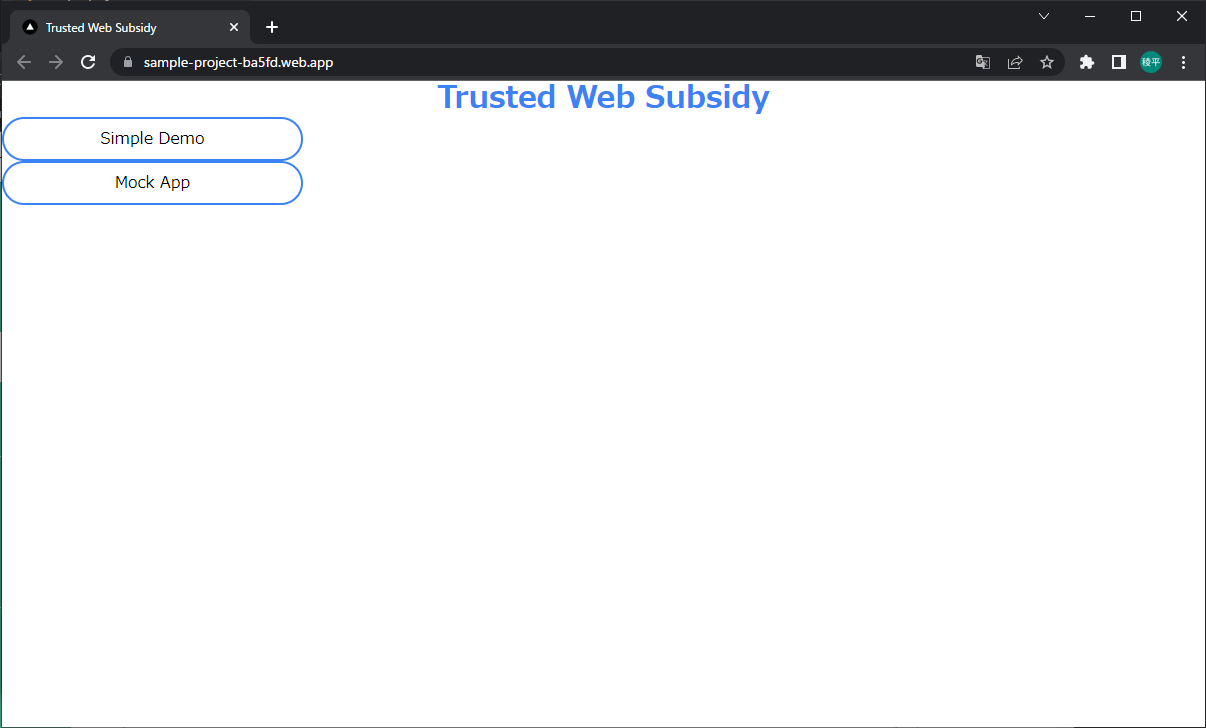 Trusted Web Subsidy
sample-project-ba5fd.web.app
稜平
Trusted Web Subsidy
Simple Demo
Mock App